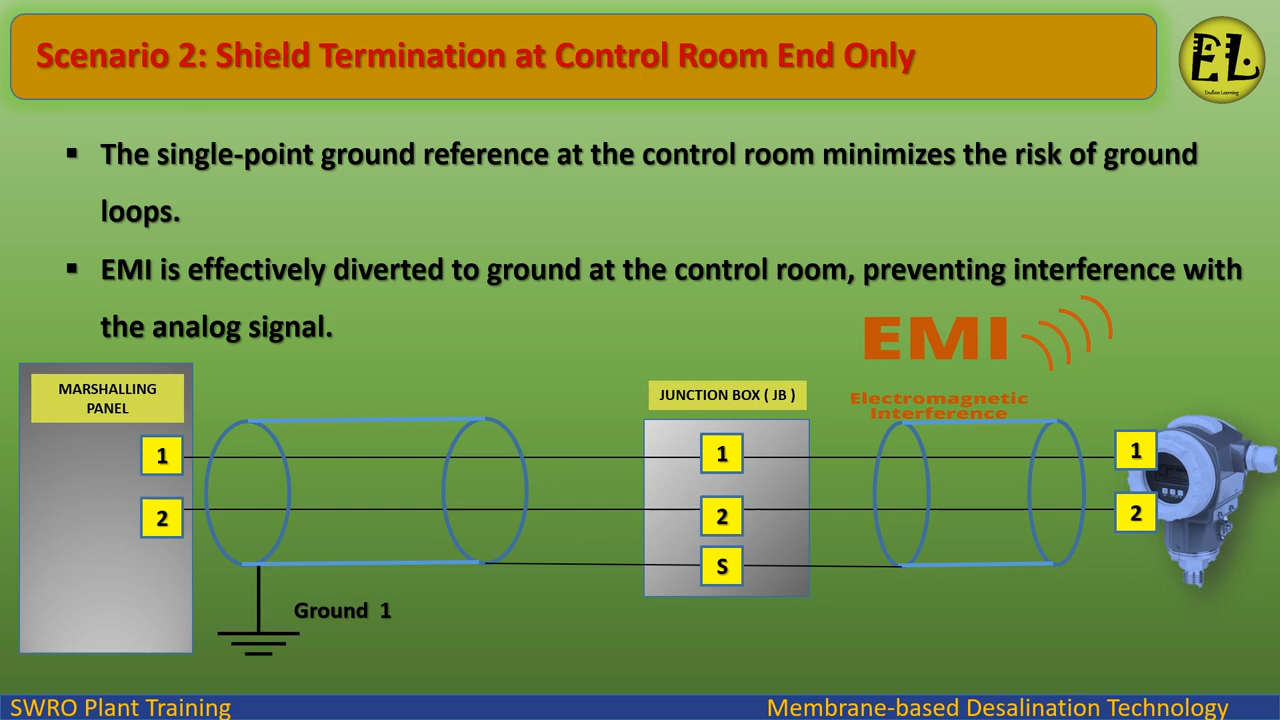 Scenario 2: Shield Termination at Control Room End Only
EL
Endless Learning
▪ The single-point ground reference at the control room minimizes the risk of ground
loops.
▪ EMI is effectively diverted to ground at the control room, preventing interference with
the analog signal.
EMI
Electromagnetic
Interference
MARSHALLING
PANEL
JUNCTION BOX ( JB )
1
1
1
2
2
2
S
Ground 1
SWRO Plant Training
Membrane-based Desalination Technology